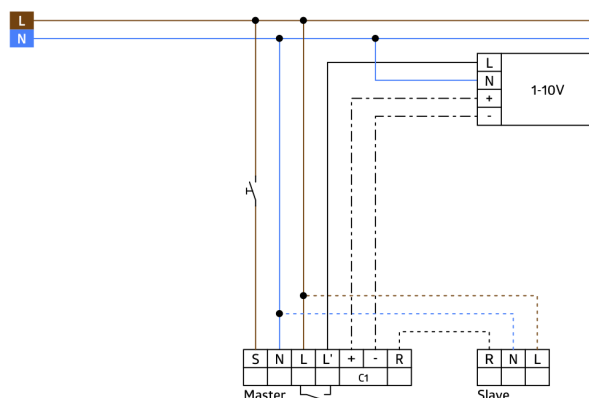 L
N
L
N
+
-
1-10V
S N L L' + - R
C1
R N L
Master
Slave